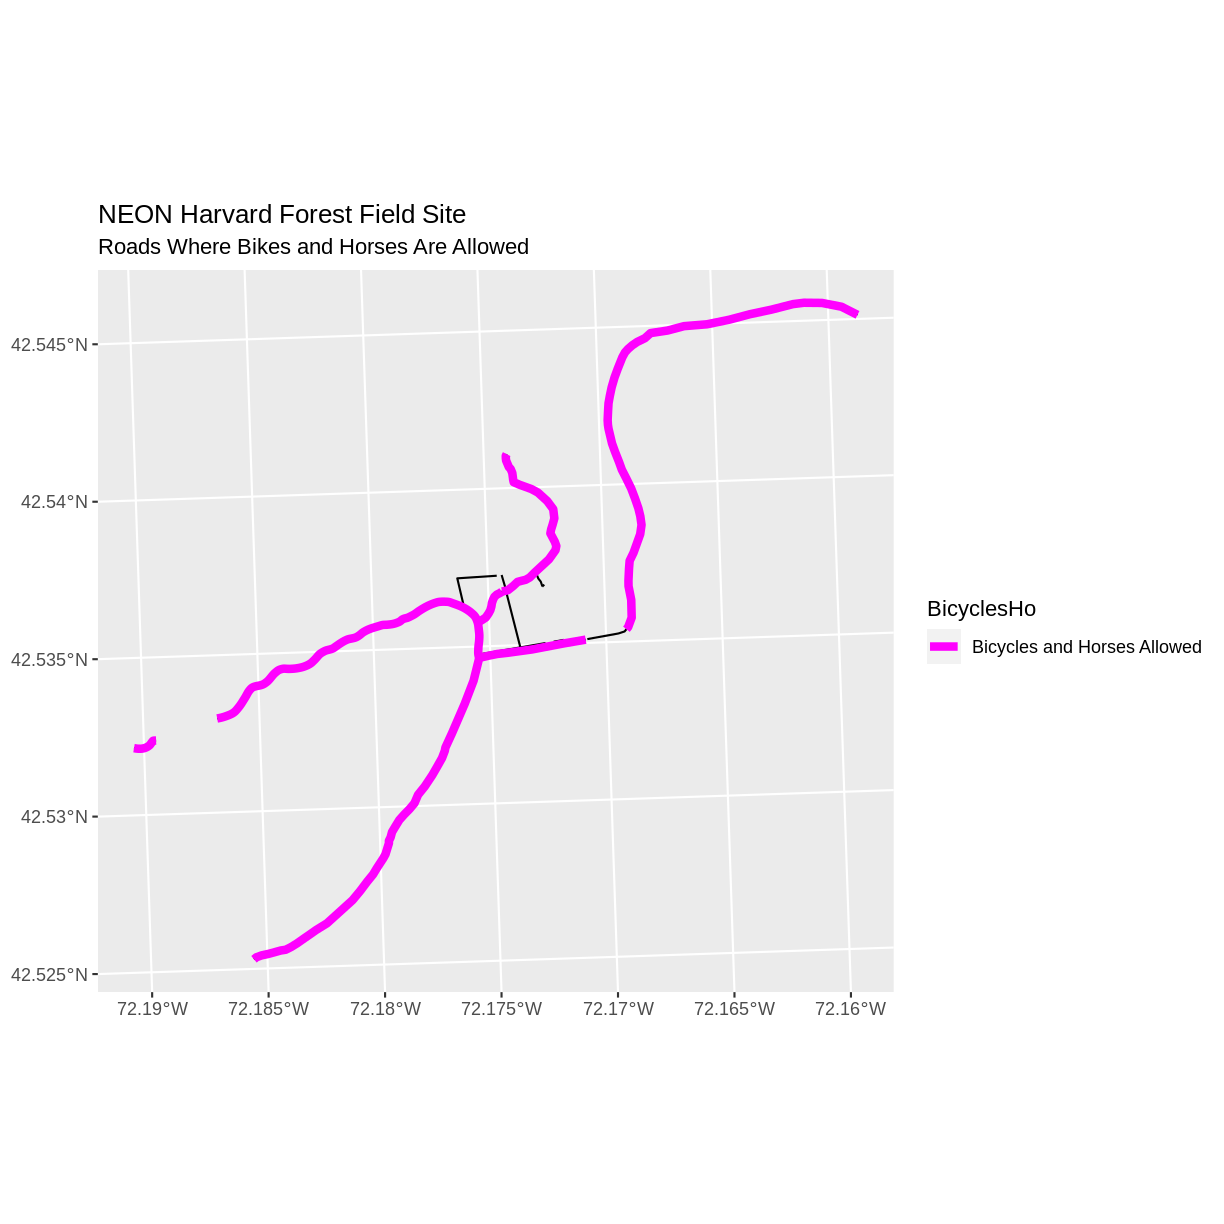 NEON Harvard Forest Field Site
Roads Where Bikes and Horses Are Allowed
42.545°N
42.54°N
42.535°N
42.53°N
42.525°N
72.19°W 72.185°W 72.18°W 72.175°W 72.17°W 72.165°W 72.16°W
BicyclesHo
Bicycles and Horses Allowed